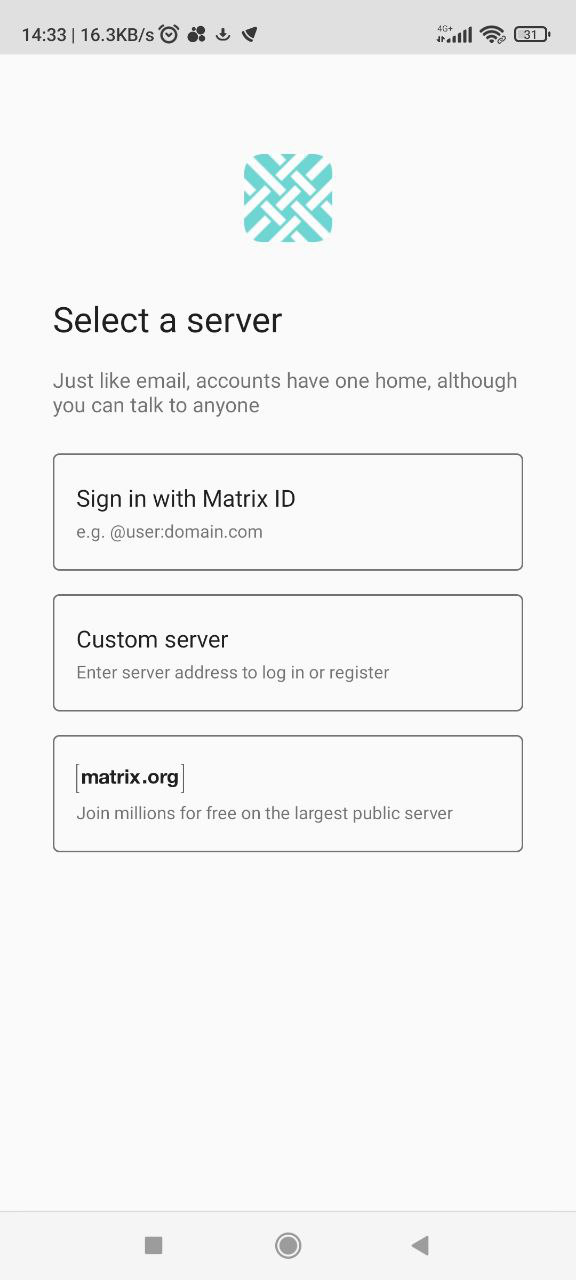 14:33 | 16.3KB/s
4G+
31
Select a server
Just like email, accounts have one home, although
you can talk to anyone
Sign in with Matrix ID
e.g. @user:domain.com
Custom server
Enter server address to log in or register
[matrix.org]
Join millions for free on the largest public server